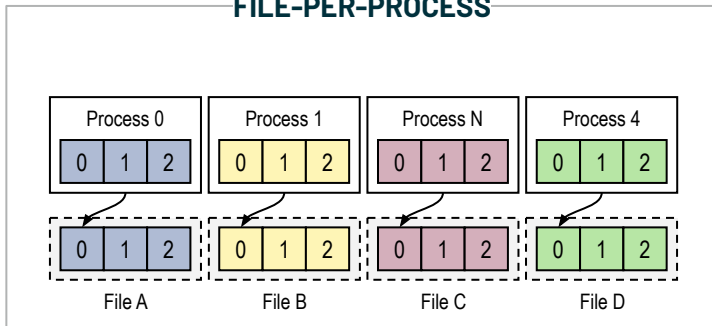 FILE-PER-PROCESS
Process 0 Process 1 Process N Process 4
0 1 2 0 1 2 0 1 2 0 1 2
0 1 2 0 1 2 0 1 2 0 1 2
File A File B File C File D